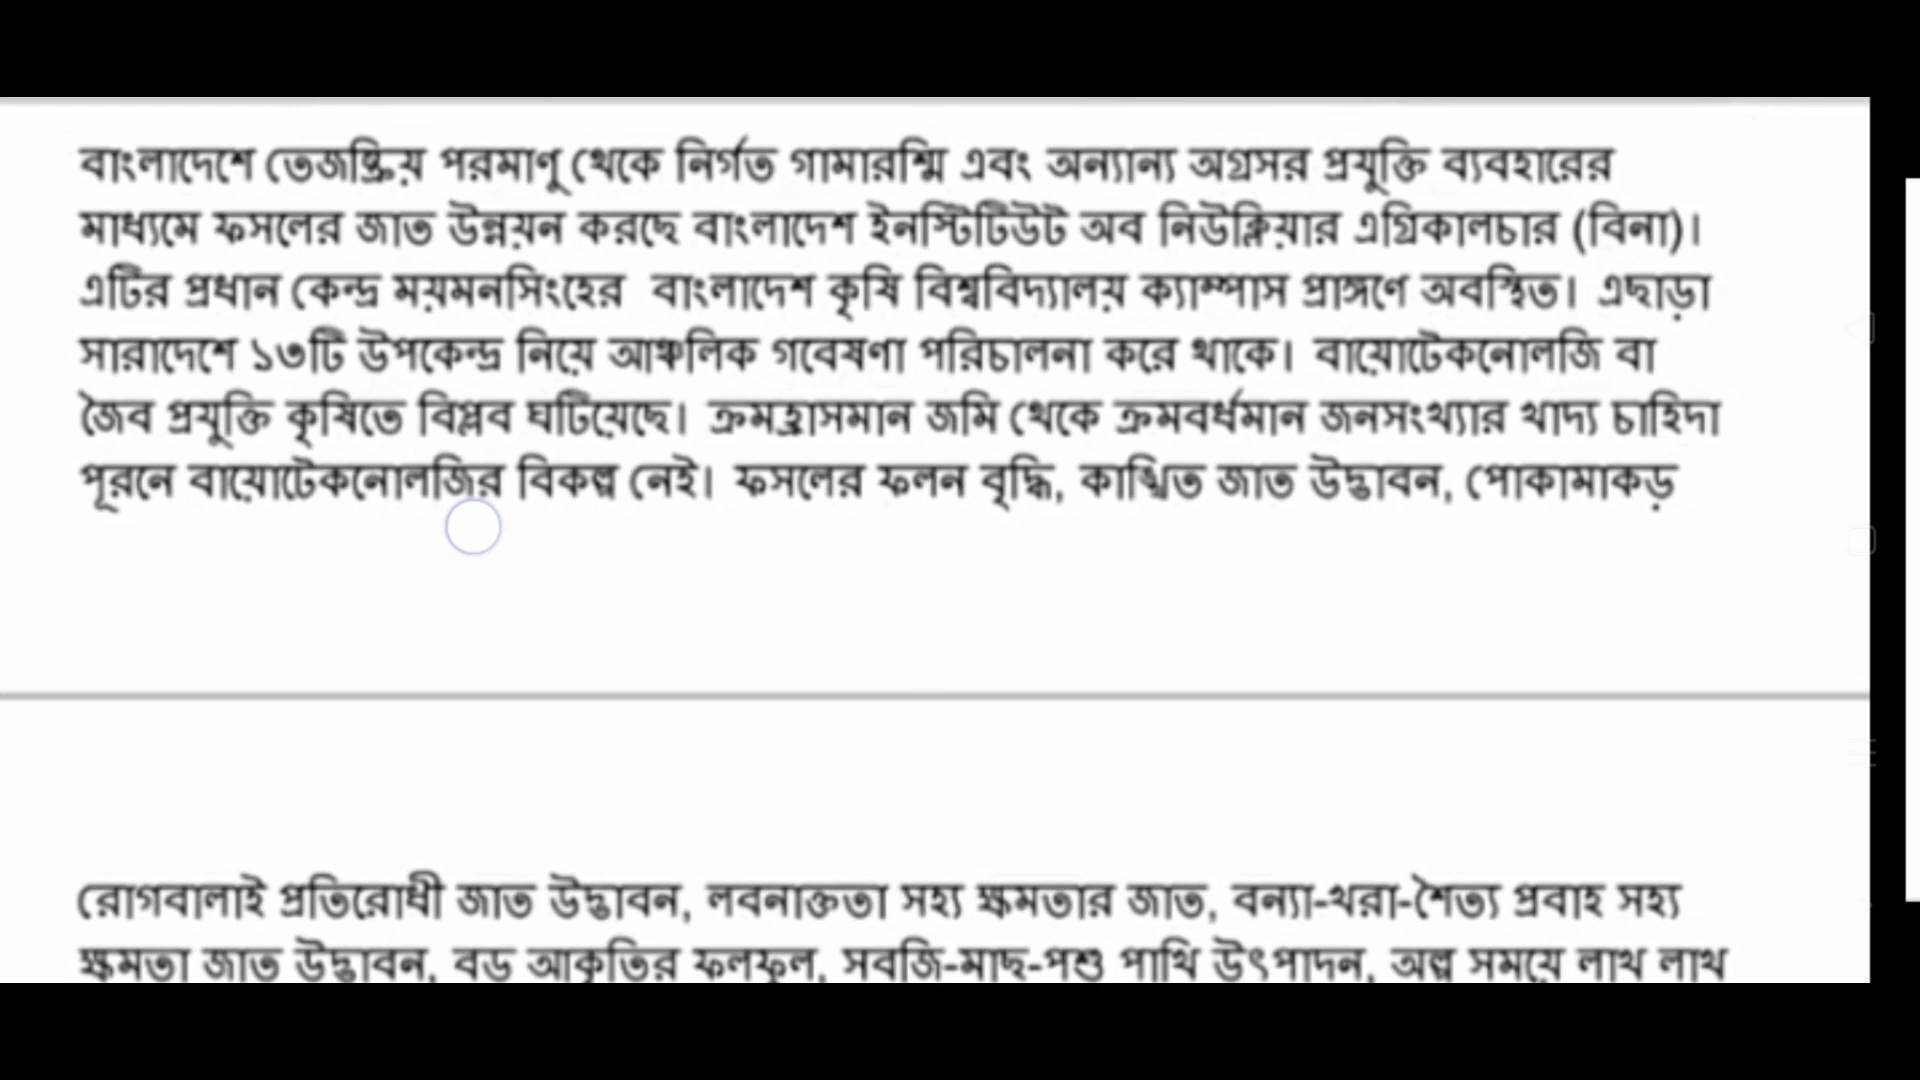 বাংলাদেশে তেজষ্ক্রিয় পরমাণু থেকে নির্গত গামারশ্মি এবং অন্যান্য অগ্রসর প্রযুক্তি ব্যবহারের
মাধ্যমে ফসলের জাত উন্নয়ন করছে বাংলাদেশ ইনস্টিটিউট অব নিউক্লিয়ার এগ্রিকালচার (বিনা)।
এটির প্রধান কেন্দ্র ময়মনসিংহের বাংলাদেশ কৃষি বিশ্ববিদ্যালয় ক্যাম্পাস প্রাঙ্গণে অবস্থিত। এছাড়া
সারাদেশে ১৩টি উপকেন্দ্র নিয়ে আঞ্চলিক গবেষণা পরিচালনা করে থাকে। বায়োটেকনোলজি বা
জৈব প্রযুক্তি কৃষিতে বিপ্লব ঘটিয়েছে। ক্রমহ্রাসমান জমি থেকে ক্রমবর্ধমান জনসংখ্যার খাদ্য চাহিদা
পূরনে বায়োটেকনোলজির বিকল্প নেই। ফসলের ফলন বৃদ্ধি, কাঙ্খিত জাত উদ্ভাবন, পোকামাকড়
রোগবালাই প্রতিরোধী জাত উদ্ভাবন, লবনাক্ততা সহ্য ক্ষমতার জাত, বন্যা-খরা-শৈত্য প্রবাহ সহ্য
ক্ষমতা জাত উদ্ভাবন, বড় আকৃতির ফলফুল, সবজি-মাছ-পশু পাখি উৎপাদন, অল্প সময়ে লাখ লাখ